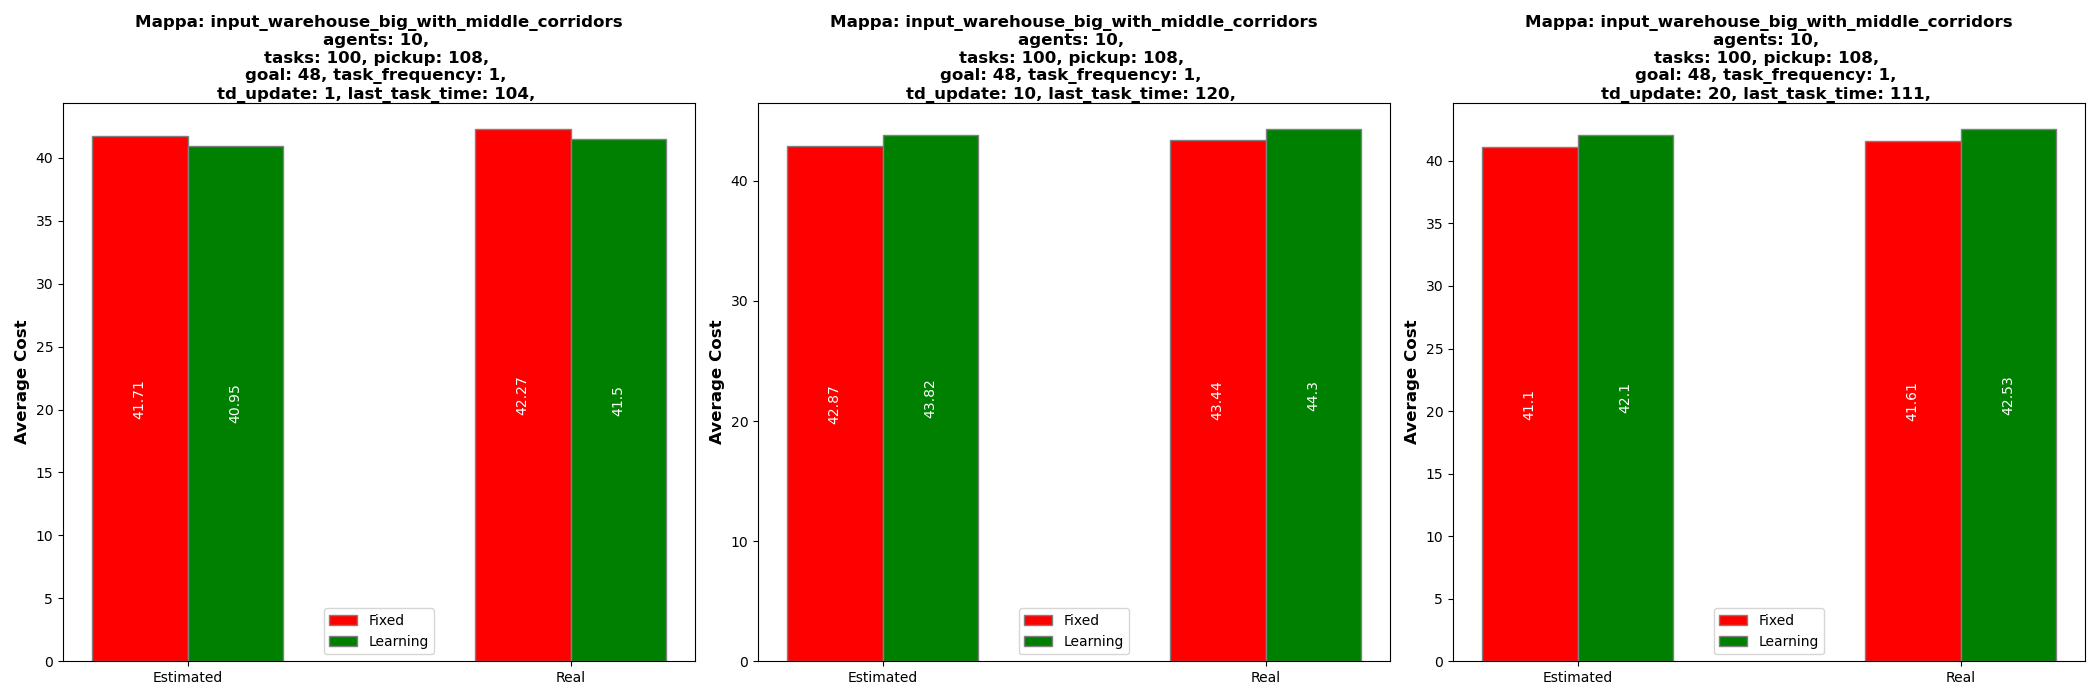 Mappa: input_warehouse_big_with_middle_corridors
agents: 10,
tasks: 100, pickup: 108,
goal: 48, task_frequency: 1,
td_update: 1, last_task_time: 104,
Average Cost
40
35
30
25
20
15
10
5
0
41.71
40.95
42.27
41.5
Fixed
Learning
Estimated
Real
Mappa: input_warehouse_big_with_middle_corridors
agents: 10,
tasks: 100, pickup: 108,
goal: 48, task_frequency: 1,
td_update: 10, last_task_time: 120,
Average Cost
40
30
20
10
0
42.87
43.82
43.44
44.3
Fixed
Learning
Estimated
Real
Mappa: input_warehouse_big_with_middle_corridors
agents: 10,
tasks: 100, pickup: 108,
goal: 48, task_frequency: 1,
td_update: 20, last_task_time: 111,
Average Cost
40
35
30
25
20
15
10
5
0
41.1
42.1
41.61
42.53
Fixed
Learning
Estimated
Real